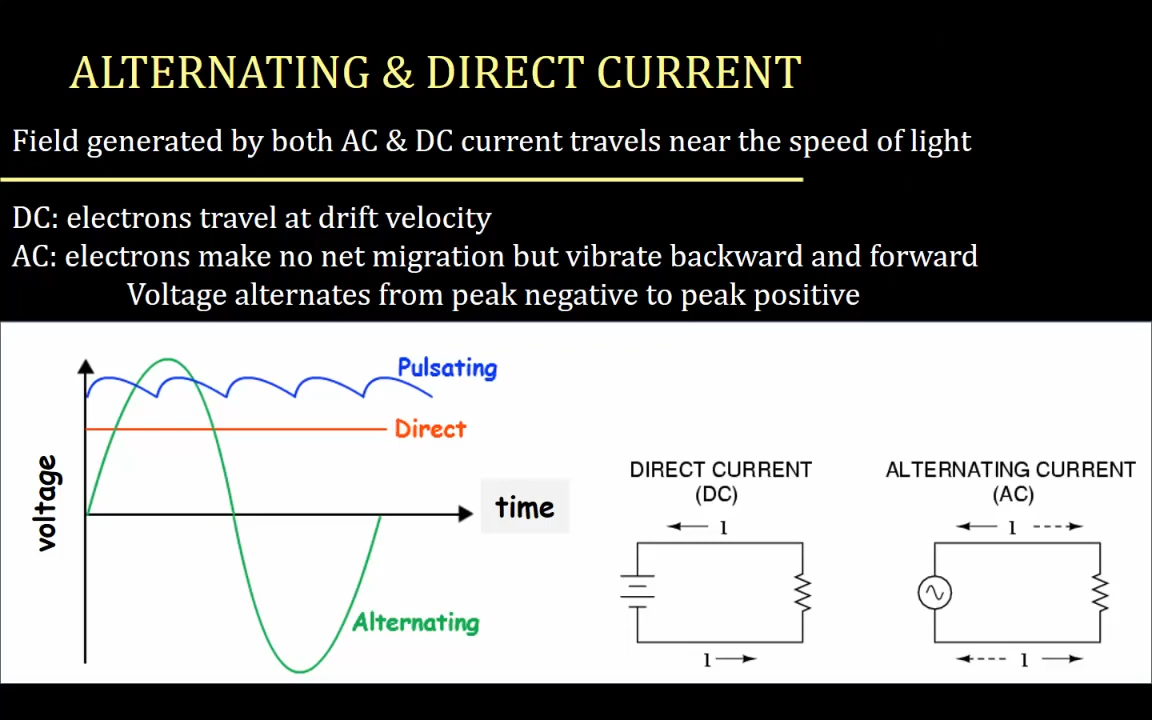 ALTERNATING & DIRECT CURRENT
Field generated by both AC & DC current travels near the speed of light
DC: electrons travel at drift velocity
AC: electrons make no net migration but vibrate backward and forward
Voltage alternates from peak negative to peak positive
Pulsating
Direct
voltage
time
Alternating
DIRECT CURRENT
(DC)
I
I
ALTERNATING CURRENT
(AC)
I
I